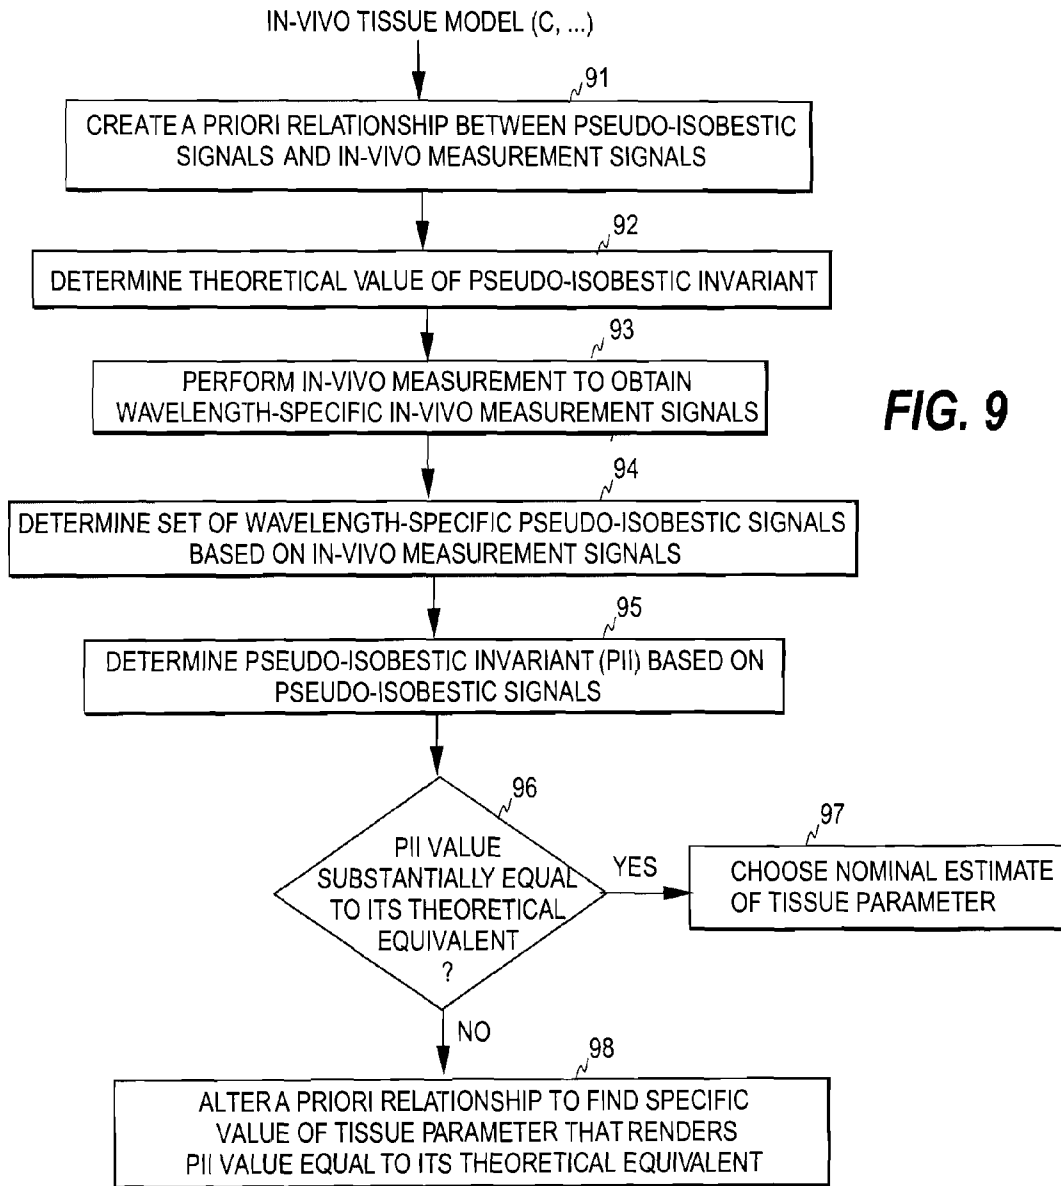 IN-VIVO TISSUE MODEL (C, ...)
91
CREATE A PRIORI RELATIONSHIP BETWEEN PSEUDO-ISOBESTIC
SIGNALS AND IN-VIVO MEASUREMENT SIGNALS
92
DETERMINE THEORETICAL VALUE OF PSEUDO-ISOBESTIC INVARIANT
93
PERFORM IN-VIVO MEASUREMENT TO OBTAIN
WAVELENGTH-SPECIFIC IN-VIVO MEASUREMENT SIGNALS
FIG. 9
94
DETERMINE SET OF WAVELENGTH-SPECIFIC PSEUDO-ISOBESTIC SIGNALS
BASED ON IN-VIVO MEASUREMENT SIGNALS
95
DETERMINE PSEUDO-ISOBESTIC INVARIANT (PII) BASED ON
PSEUDO-ISOBESTIC SIGNALS
96
PII VALUE
SUBSTANTIALLY EQUAL
TO ITS THEORETICAL
EQUIVALENT
?
YES
97
CHOOSE NOMINAL ESTIMATE
OF TISSUE PARAMETER
NO
98
ALTER A PRIORI RELATIONSHIP TO FIND SPECIFIC
VALUE OF TISSUE PARAMETER THAT RENDERS
PII VALUE EQUAL TO ITS THEORETICAL EQUIVALENT